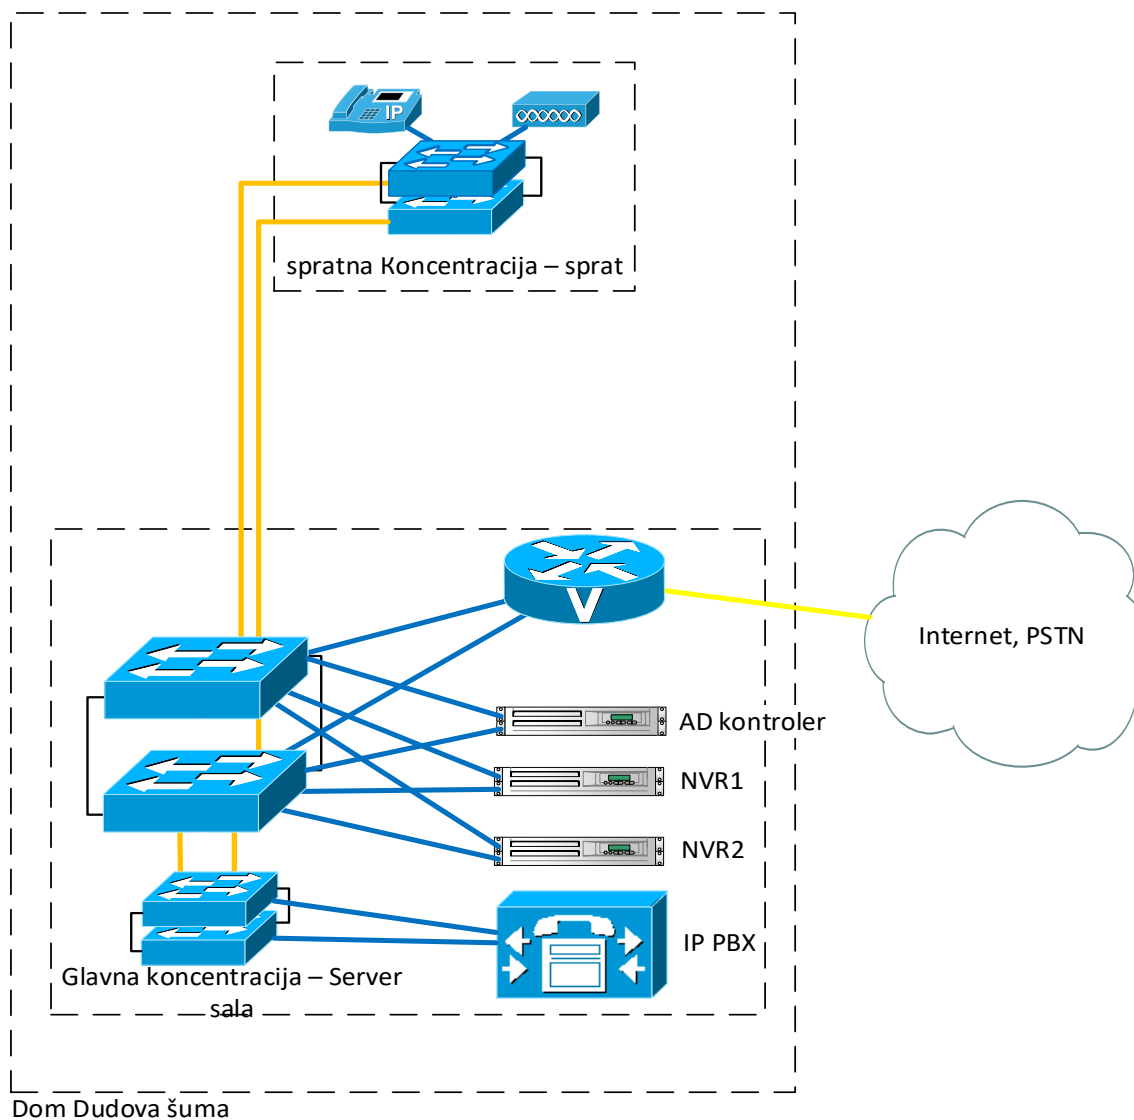 IP
spratna Koncentracija – sprat
V
Internet, PSTN
AD kontroler
NVR1
NVR2
IP PBX
Glavna koncentracija – Server
sala
Dom Dudova šuma